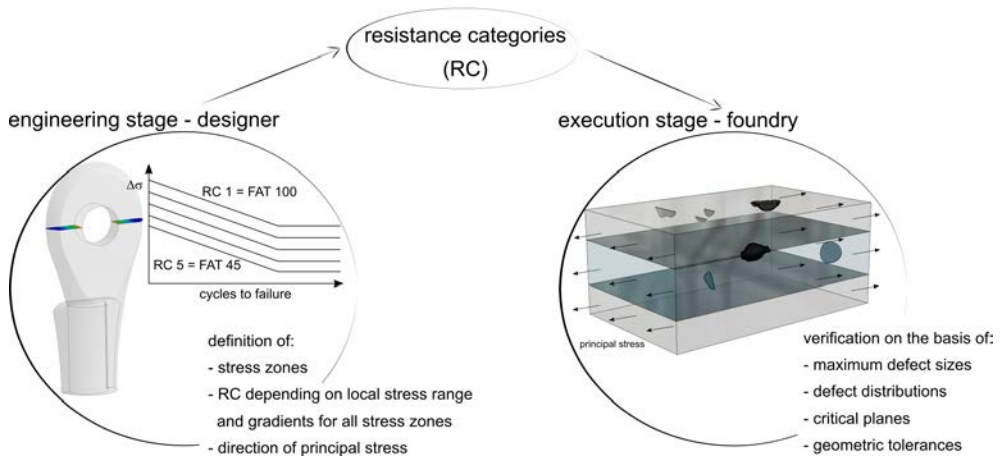 resistance categories
(RC)
engineering stage - designer
execution stage - foundry
Δσ
RC 1 = FAT 100
RC 5 = FAT 45
cycles to failure
definition of:
- stress zones
- RC depending on local stress range
and gradients for all stress zones
- direction of principal stress
principal stress
verification on the basis of:
- maximum defect sizes
- defect distributions
- critical planes
- geometric tolerances